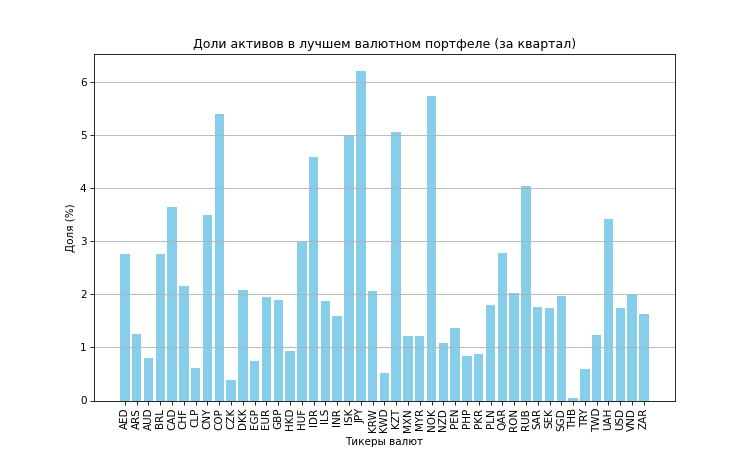 Доли активов в лучшем валютном портфеле (за квартал)
Доля (%)
6
5
4
3
2
1
0
AED ARS AUD BRL CAD CHF CLP CNY COP CZK DKK EGP EUR GBP HKD HUF IDR ILS INR ISK JPY KRW KWD KZT MXN MYR NOK NZD PEN PHP PKR PLN QAR RON RUB SAR SEK SGD THB TRY TWD UAH USD VND ZAR
Тикеры валют